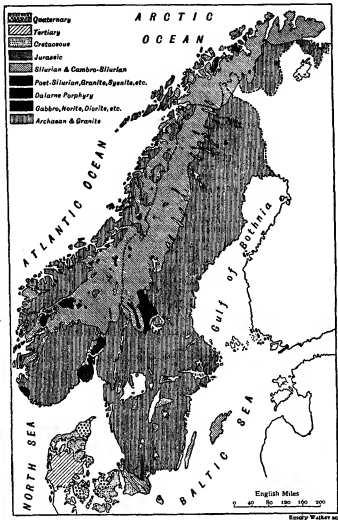 Quaternary
Tertiary
Cretaceous
Jurassic
Silurian & Cambro-Silurian
Post-Silurian, Granite, Syenite, etc.
Dalarne Porphyry
Gabbro, Norite, Diorite, etc.
Archaean & Granite
ARCTIC
OCEAN
ATLANTIC OCEAN
Gulf of Bothnia
NORTH SEA
BALTIC SEA
English Miles
0 40 80 120 160 200
Emery Walker sc.